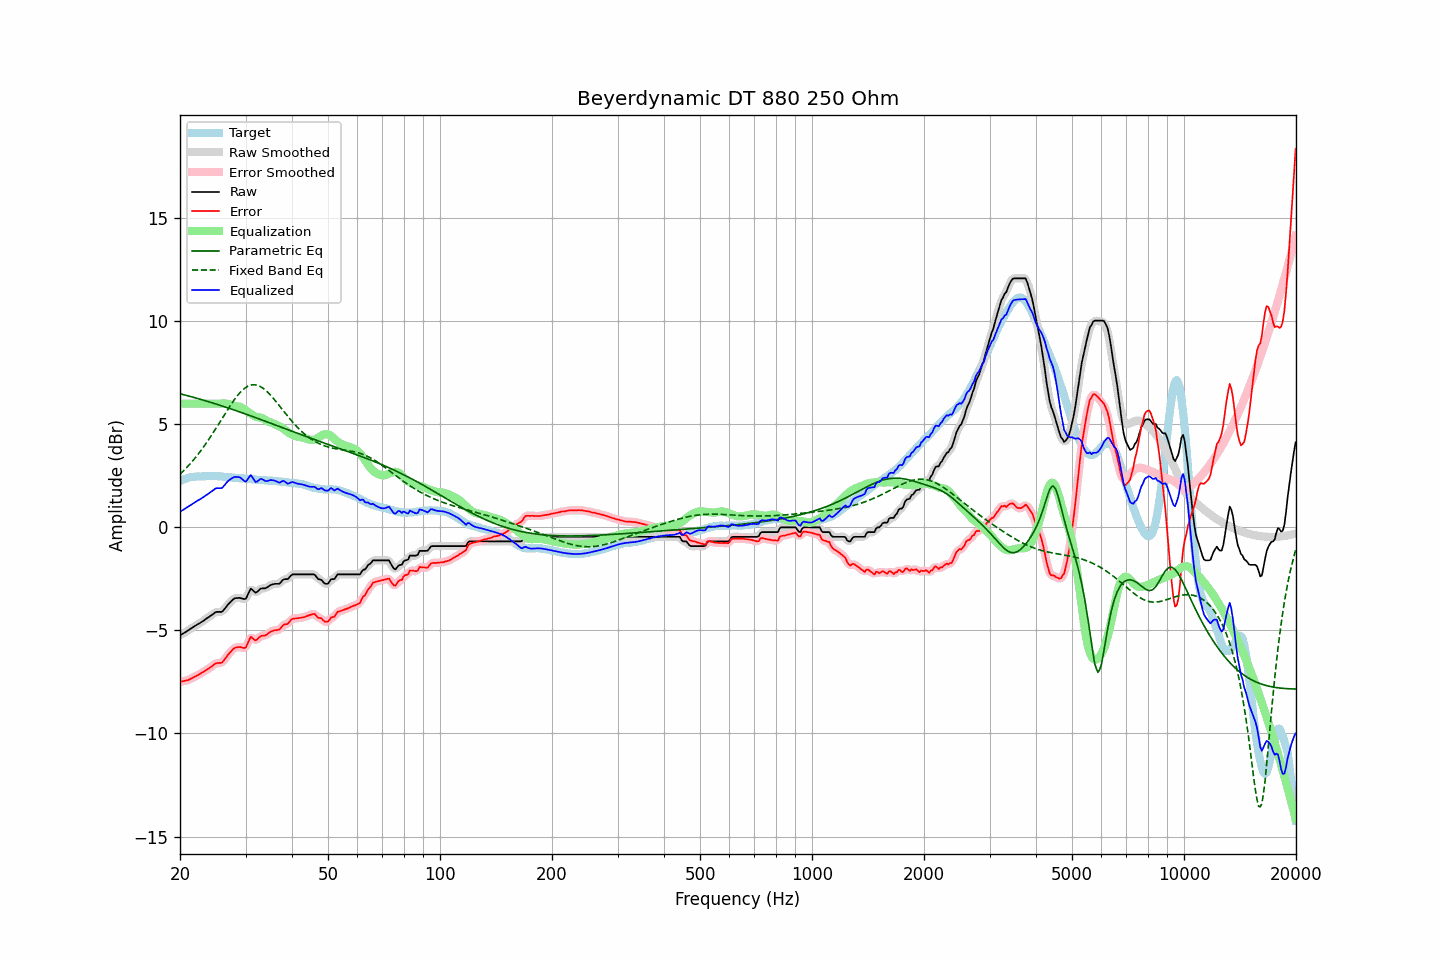 Beyerdynamic DT 880 250 Ohm
Target
Raw Smoothed
Error Smoothed
Raw
Error
Equalization
Parametric Eq
Fixed Band Eq
Equalized
Amplitude (dBr)
15
10
5
0
−5
−10
−15
20 50 100 200 500 1000 2000 5000 10000 20000
Frequency (Hz)